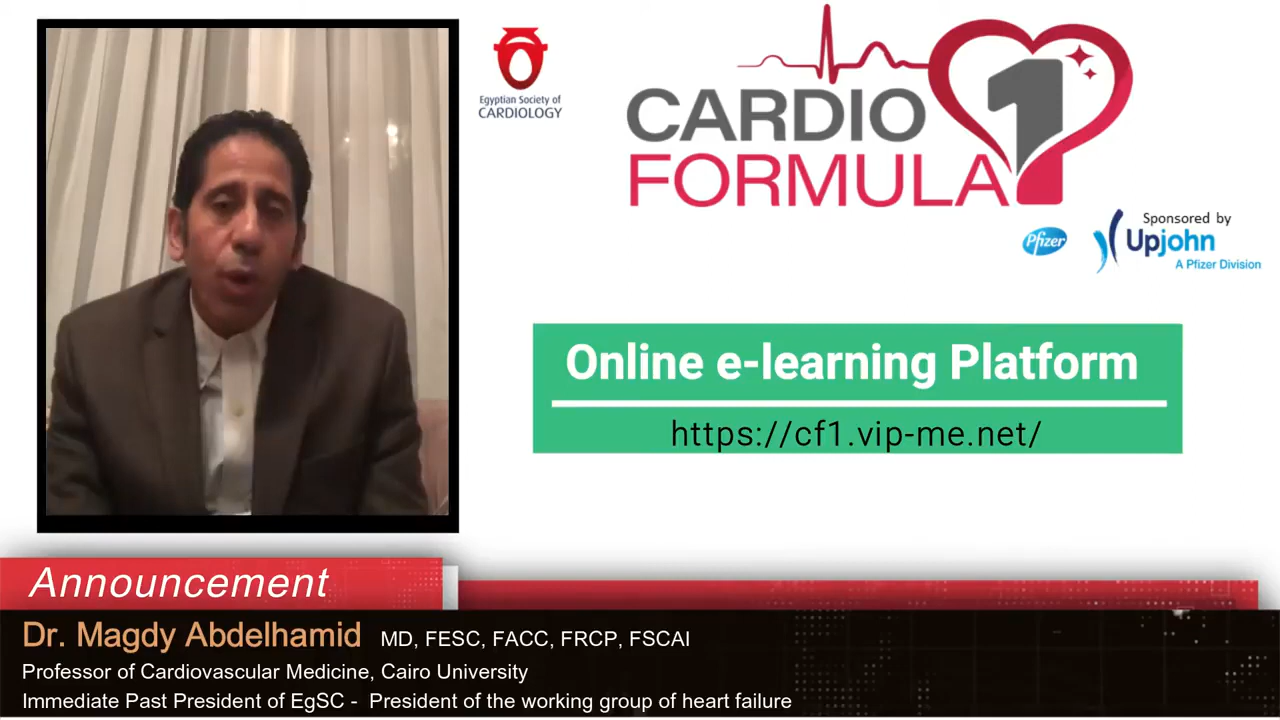 Egyptian Society of
CARDIOLOGY
CARDIO
FORMULA 1
Pfizer
Sponsored by
Upjohn
A Pfizer Division
Online e-learning Platform
https://cf1.vip-me.net/
Announcement
Dr. Magdy Abdelhamid MD, FESC, FACC, FRCP, FSCAI
Professor of Cardiovascular Medicine, Cairo University
Immediate Past President of EgSC - President of the working group of heart failure